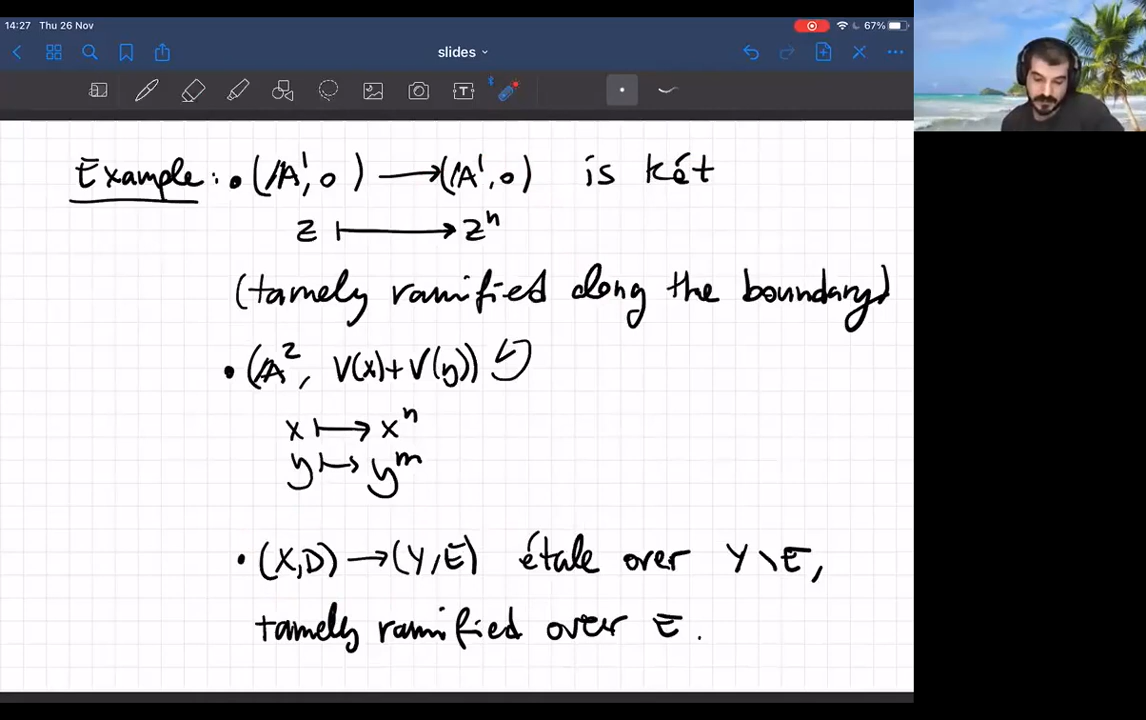 14:27 Thu 26 Nov
67%
slides
Example: • (𝔸¹, 0) ⟶ (𝔸¹, 0) is két
z ⟼ zⁿ
(tamely ramified along the boundary)
• (𝔸², V(x)+V(y)) ↺
x ⟼ xⁿ
y ⟼ yᵐ
• (X,D) ⟶ (Y,E) étale over Y∖E,
tamely ramified over E.